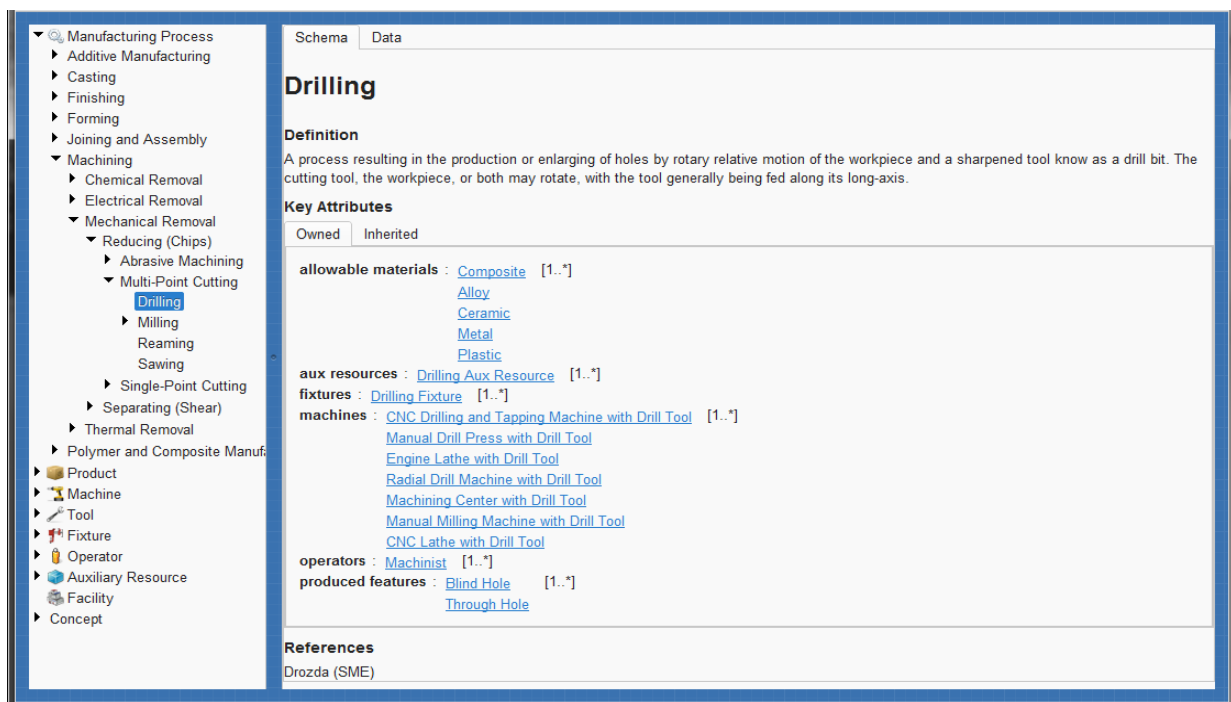 Manufacturing Process
Additive Manufacturing
Casting
Finishing
Forming
Joining and Assembly
Machining
Chemical Removal
Electrical Removal
Mechanical Removal
Reducing (Chips)
Abrasive Machining
Multi-Point Cutting
Drilling
Milling
Reaming
Sawing
Single-Point Cutting
Separating (Shear)
Thermal Removal
Polymer and Composite Manufa
Product
Machine
Tool
Fixture
Operator
Auxiliary Resource
Facility
Concept
Schema Data
Drilling
Definition
A process resulting in the production or enlarging of holes by rotary relative motion of the workpiece and a sharpened tool know as a drill bit. The
cutting tool, the workpiece, or both may rotate, with the tool generally being fed along its long-axis.
Key Attributes
Owned Inherited
allowable materials : Composite [1..*]
Alloy
Ceramic
Metal
Plastic
aux resources : Drilling Aux Resource [1..*]
fixtures : Drilling Fixture [1..*]
machines : CNC Drilling and Tapping Machine with Drill Tool [1..*]
Manual Drill Press with Drill Tool
Engine Lathe with Drill Tool
Radial Drill Machine with Drill Tool
Machining Center with Drill Tool
Manual Milling Machine with Drill Tool
CNC Lathe with Drill Tool
operators : Machinist [1..*]
produced features : Blind Hole [1..*]
Through Hole
References
Drozda (SME)